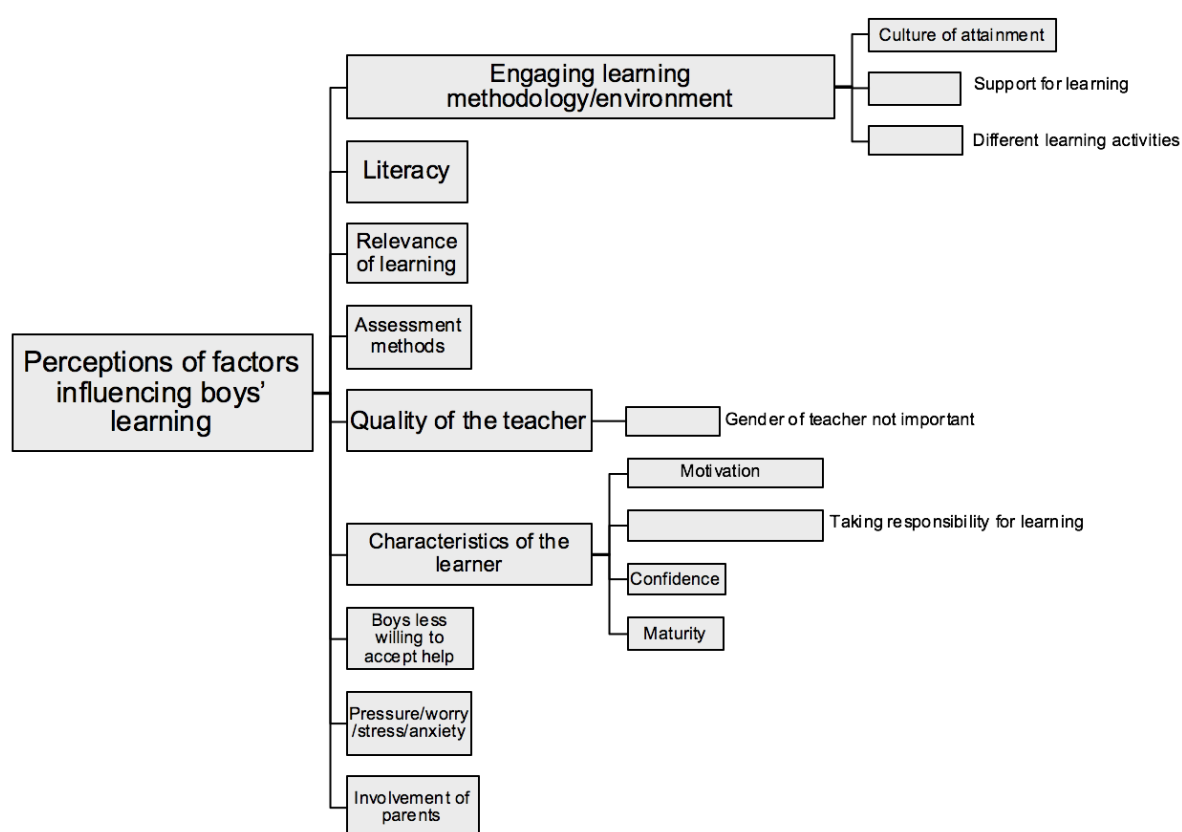 Culture of attainment
Engaging learning
methodology/environment
Support for learning
Different learning activities
Literacy
Relevance
of learning
Assessment
methods
Perceptions of factors
influencing boys’
learning
Quality of the teacher
Gender of teacher not important
Motivation
Taking responsibility for learning
Characteristics of the
learner
Confidence
Maturity
Boys less
willing to
accept help
Pressure/worry
/stress/anxiety
Involvement of
parents